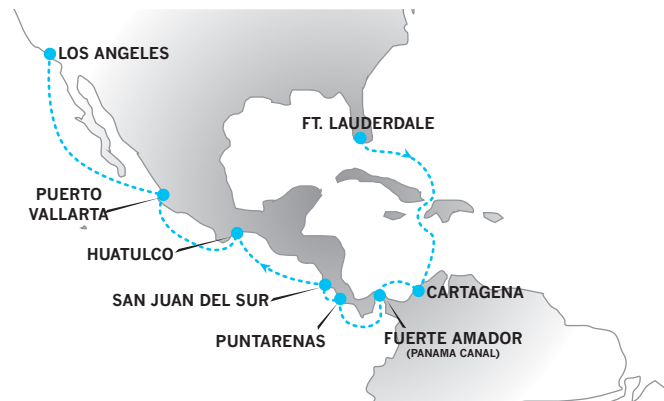 LOS ANGELES
FT. LAUDERDALE
PUERTO
VALLARTA
HUATULCO
SAN JUAN DEL SUR
CARTAGENA
PUNTARENAS
FUERTE AMADOR
(PANAMA CANAL)